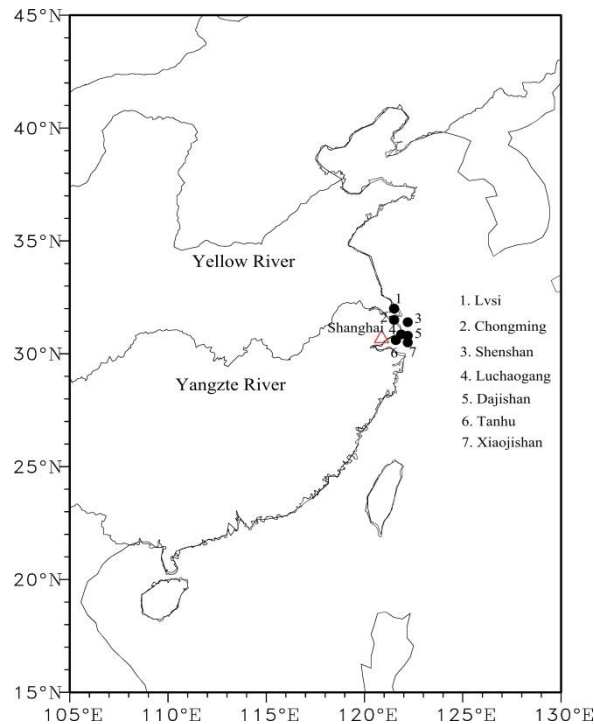 45°N
40°N
35°N
30°N
25°N
20°N
15°N
105°E
110°E
115°E
120°E
125°E
130°E
Yellow River
Yangzte River
Shanghai
1
2
3
4
5
6
7
1. Lvsi
2. Chongming
3. Shenshan
4. Luchaogang
5. Dajishan
6. Tanhu
7. Xiaojishan